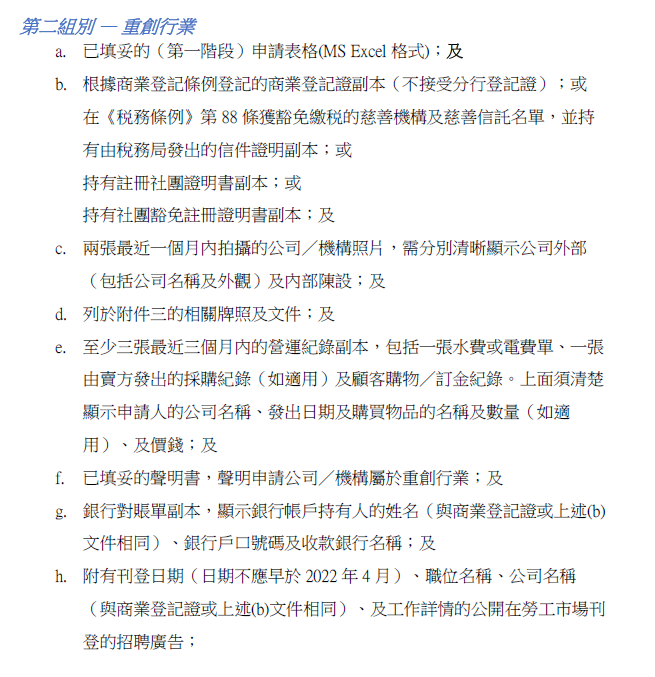 第二組別 — 重創行業
a. 已填妥的（第一階段）申請表格(MS Excel 格式)；及
b. 根據商業登記條例登記的商業登記證副本（不接受分行登記證）；或
在《税務條例》第 88 條獲豁免繳税的慈善機構及慈善信託名單，並持
有由稅務局發出的信件證明副本；或
持有註冊社團證明書副本；或
持有社團豁免註冊證明書副本；及
c. 兩張最近一個月內拍攝的公司／機構照片，需分別清晰顯示公司外部
（包括公司名稱及外觀）及內部陳設；及
d. 列於附件三的相關牌照及文件；及
e. 至少三張最近三個月內的營運紀錄副本，包括一張水費或電費單、一張
由賣方發出的採購紀錄（如適用）及顧客購物／訂金紀錄。上面須清楚
顯示申請人的公司名稱、發出日期及購買物品的名稱及數量（如適
用）、及價錢；及
f. 已填妥的聲明書，聲明申請公司／機構屬於重創行業；及
g. 銀行對賬單副本，顯示銀行帳戶持有人的姓名（與商業登記證或上述(b)
文件相同）、銀行戶口號碼及收款銀行名稱；及
h. 附有刊登日期（日期不應早於 2022 年 4 月）、職位名稱、公司名稱
（與商業登記證或上述(b)文件相同）、及工作詳情的公開在勞工市場刊
登的招聘廣告；